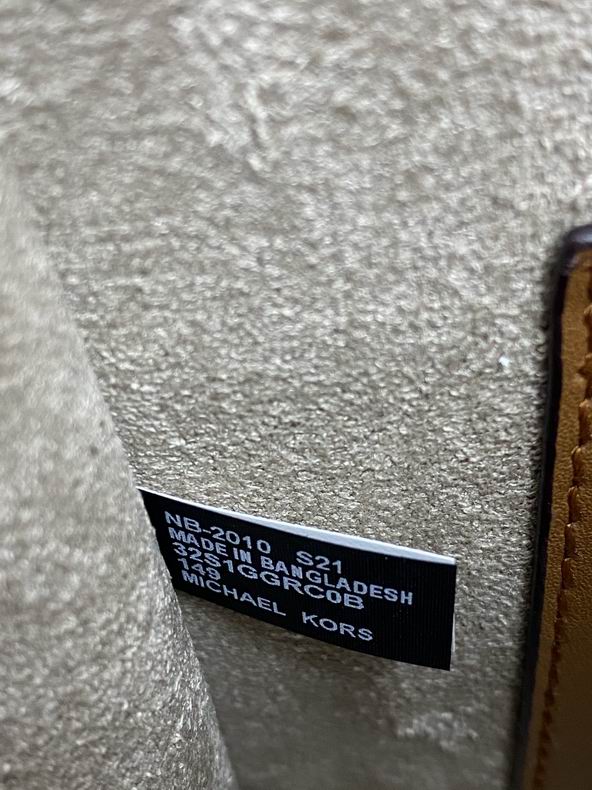 NB-2010 S21
MADE IN BANGLADESH
32S1GGRC0B
149
MICHAEL KORS